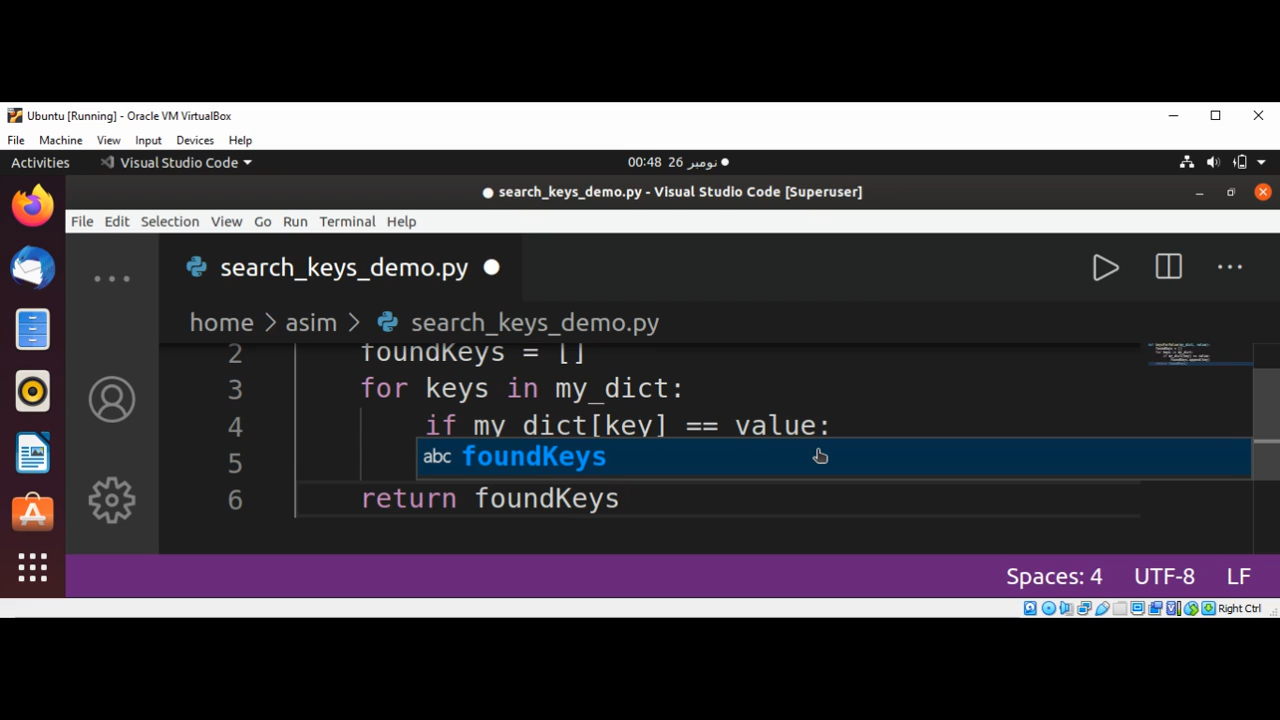 Ubuntu [Running] - Oracle VM VirtualBox
File Machine View Input Devices Help
Activities Visual Studio Code 00:48 26 نومبر
search_keys_demo.py - Visual Studio Code [Superuser]
File Edit Selection View Go Run Terminal Help
search_keys_demo.py
home > asim > search_keys_demo.py
2 foundKeys = []
3 for keys in my_dict:
4 if my_dict[key] == value:
5 abc foundKeys
6 return foundKeys
Spaces: 4 UTF-8 LF
Right Ctrl